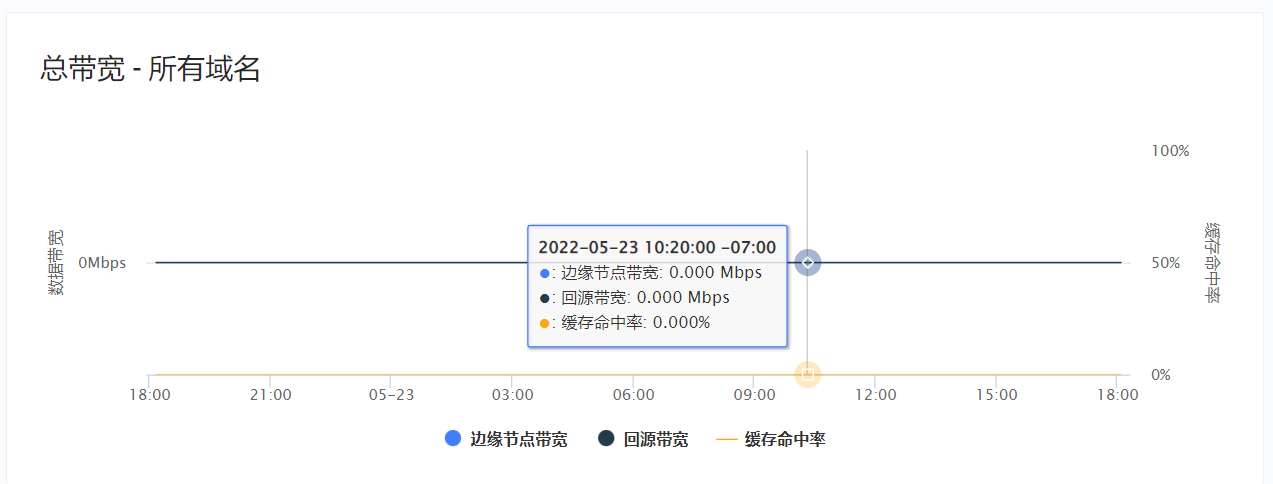 总带宽 - 所有域名
100%
数据带宽
0Mbps
2022-05-23 10:20:00 -07:00
●: 边缘节点带宽: 0.000 Mbps
●: 回源带宽: 0.000 Mbps
●: 缓存命中率: 0.000%
50%
缓存命中率
0%
18:00 21:00 05-23 03:00 06:00 09:00 12:00 15:00 18:00
边缘节点带宽 回源带宽 缓存命中率